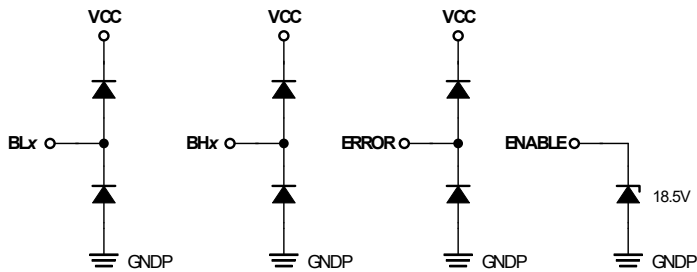 VCC VCC VCC
BLx BHx ERROR ENABLE
18.5V
GNDP GNDP GNDP GNDP